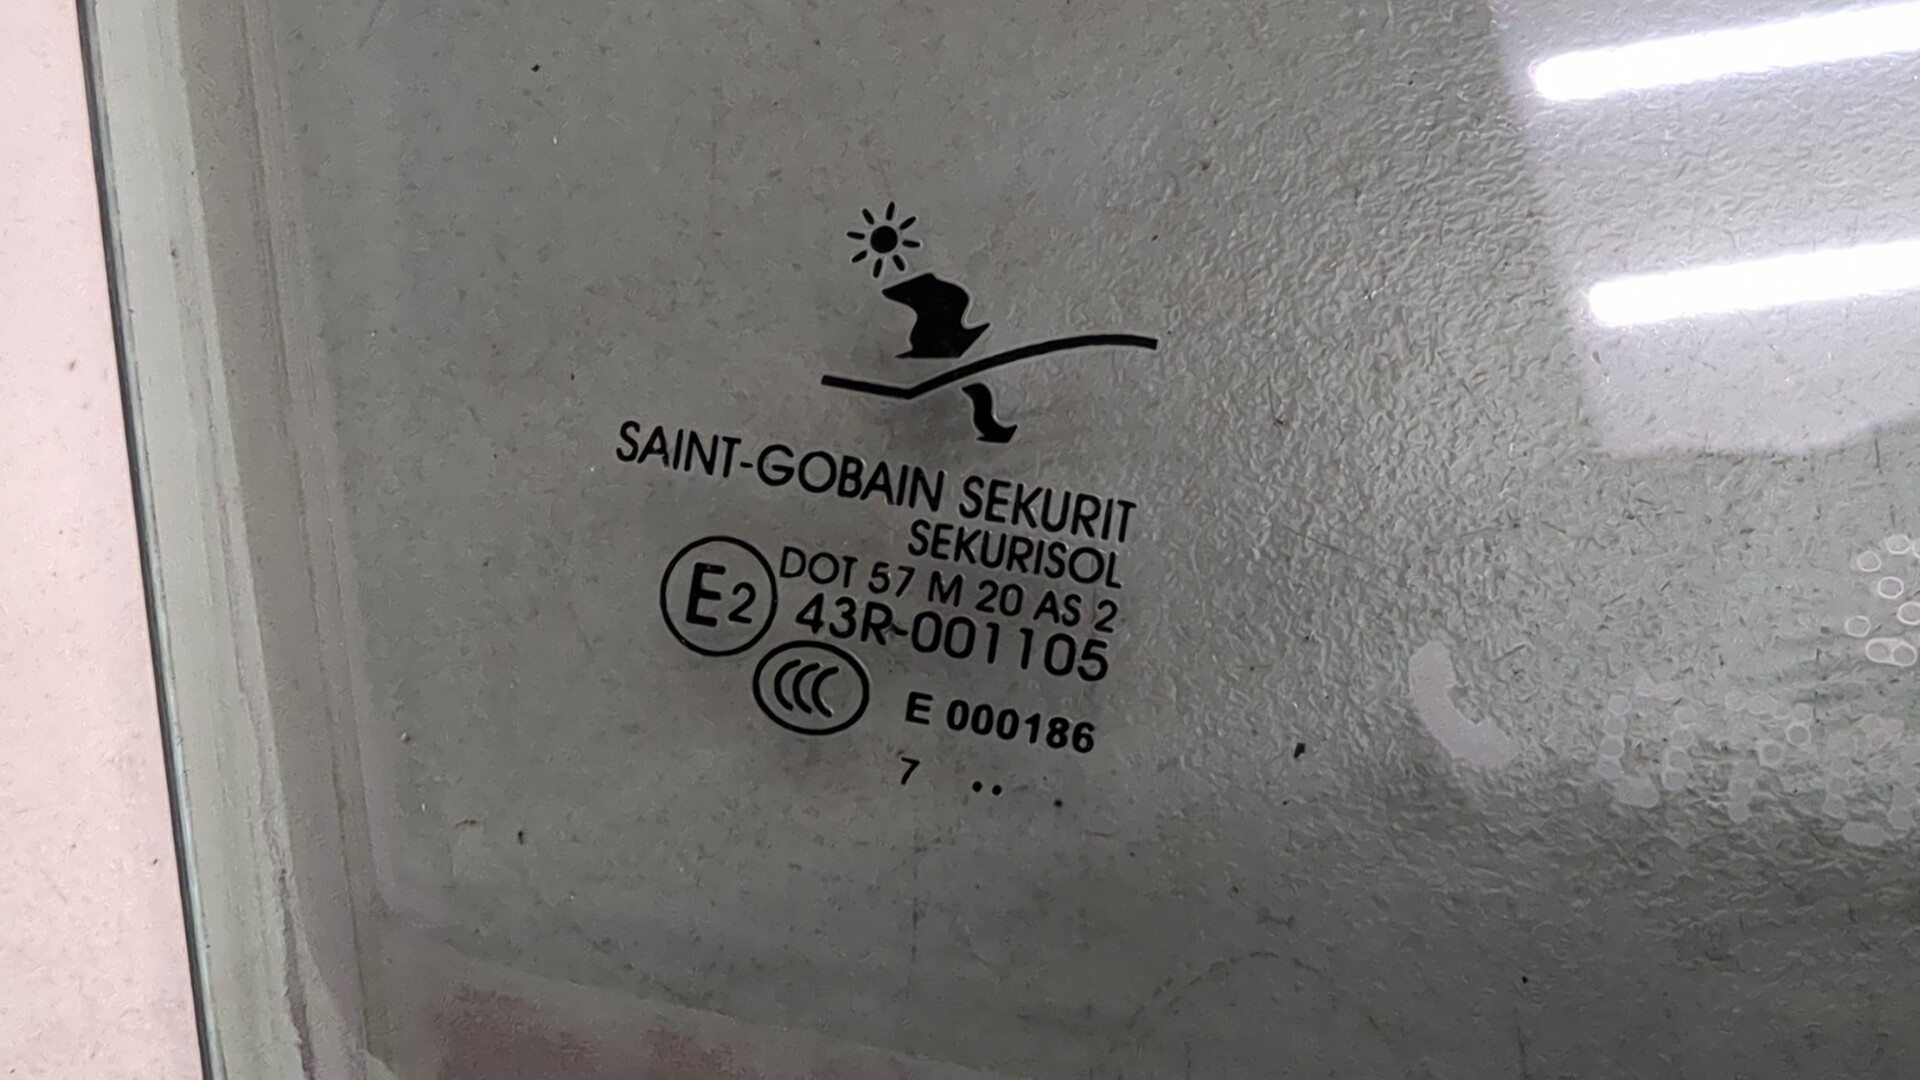 SAINT-GOBAIN SEKURIT
SEKURISOL
E2 DOT 57 M 20 AS 2
43R-001105
CCC E 000186
7 ..